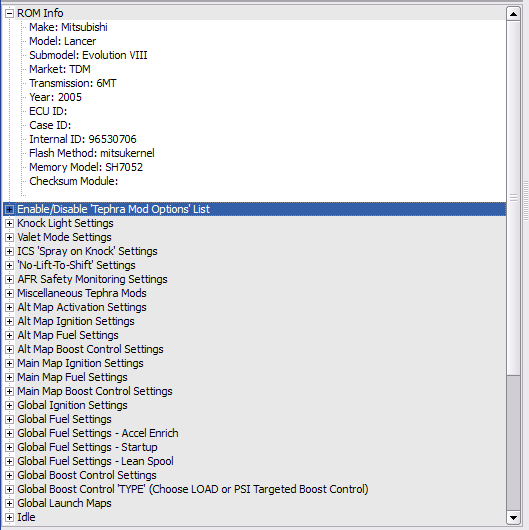 ROM Info
Make: Mitsubishi
Model: Lancer
Submodel: Evolution VIII
Market: TDM
Transmission: 6MT
Year: 2005
ECU ID:
Case ID:
Internal ID: 96530706
Flash Method: mitsukernel
Memory Model: SH7052
Checksum Module:
Enable/Disable 'Tephra Mod Options' List
Knock Light Settings
Valet Mode Settings
ICS 'Spray on Knock' Settings
'No-Lift-To-Shift' Settings
AFR Safety Monitoring Settings
Miscellaneous Tephra Mods
Alt Map Activation Settings
Alt Map Ignition Settings
Alt Map Fuel Settings
Alt Map Boost Control Settings
Main Map Ignition Settings
Main Map Fuel Settings
Main Map Boost Control Settings
Global Ignition Settings
Global Fuel Settings
Global Fuel Settings - Accel Enrich
Global Fuel Settings - Startup
Global Fuel Settings - Lean Spool
Global Boost Control Settings
Global Boost Control 'TYPE' (Choose LOAD or PSI Targeted Boost Control)
Global Launch Maps
Idle